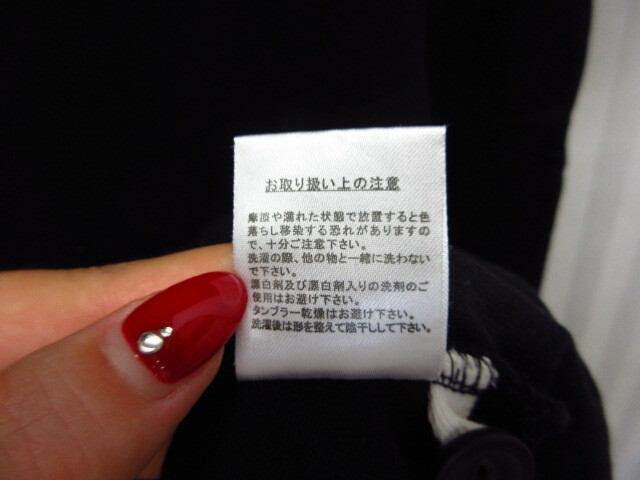 お取り扱い上の注意
摩擦や濡れた状態で放置すると色
落ちし移染する恐れがありますの
で、十分ご注意下さい。
洗濯の際、他の物と一緒に洗わない
で下さい。
漂白剤及び漂白剤入りの洗剤のご
使用はお避け下さい。
タンブラー乾燥はお避け下さい。
洗濯後は形を整えて陰干しして下さい。